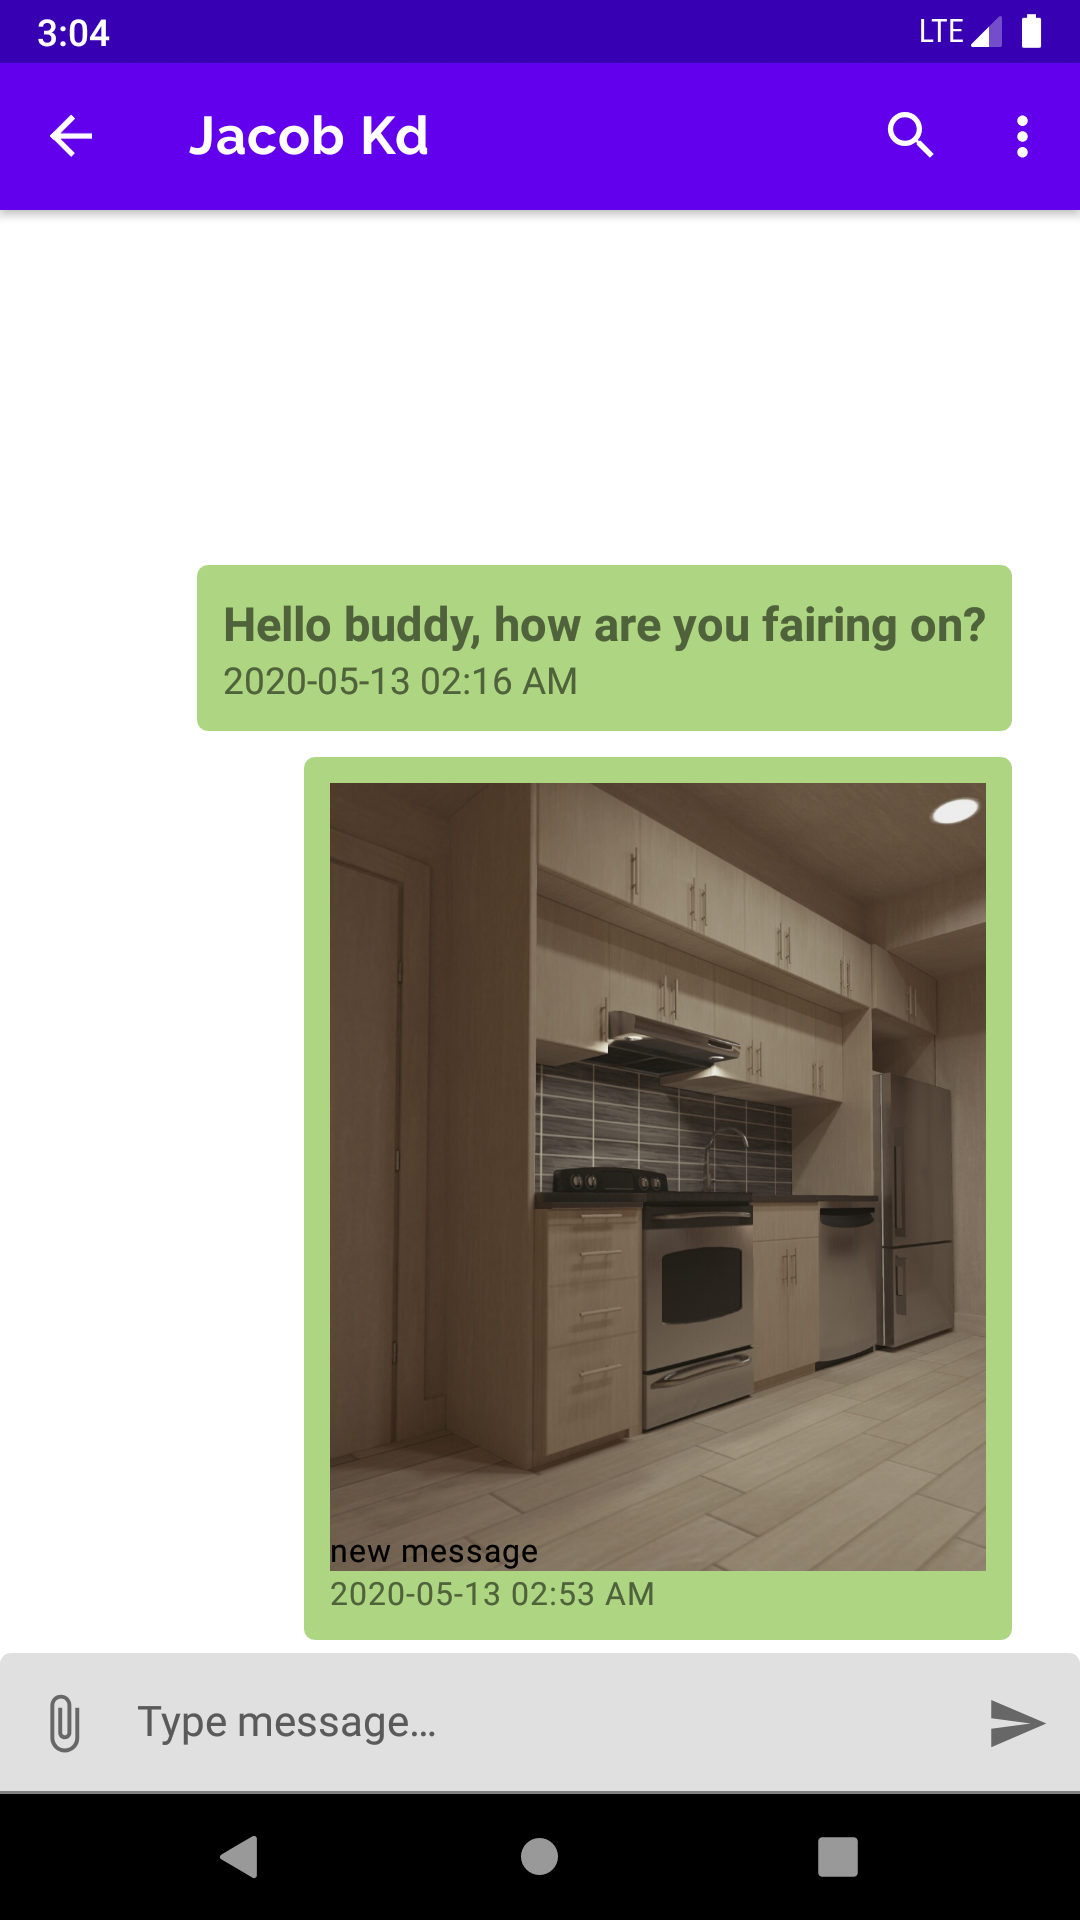 3:04
LTE
Jacob Kd
Hello buddy, how are you fairing on?
2020-05-13 02:16 AM
new message
2020-05-13 02:53 AM
Type message...